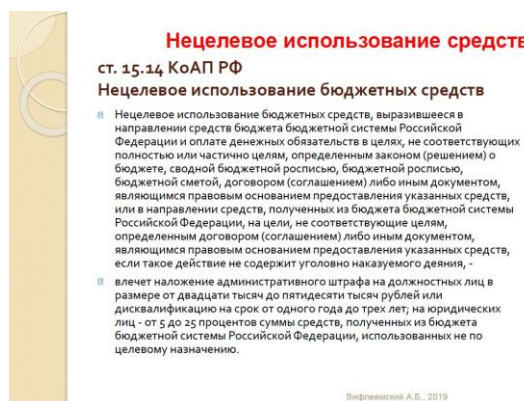 Нецелевое использование средств
ст. 15.14 КоАП РФ
Нецелевое использование бюджетных средств
Нецелевое использование бюджетных средств, выразившееся в
направлении средств бюджета бюджетной системы Российской
Федерации и оплате денежных обязательств в целях, не соответствующих
полностью или частично целям, определенным законом (решением) о
бюджете, сводной бюджетной росписью, бюджетной росписью,
бюджетной сметой, договором (соглашением) либо иным документом,
являющимся правовым основанием предоставления указанных средств,
или в направлении средств, полученных из бюджета бюджетной системы
Российской Федерации, на цели, не соответствующие целям,
определенным договором (соглашением) либо иным документом,
являющимся правовым основанием предоставления указанных средств,
если такое действие не содержит уголовно наказуемого деяния, -
влечет наложение административного штрафа на должностных лиц в
размере от двадцати тысяч до пятидесяти тысяч рублей или
дисквалификацию на срок от одного года до трех лет; на юридических
лиц - от 5 до 25 процентов суммы средств, полученных из бюджета
бюджетной системы Российской Федерации, использованных не по
целевому назначению.
Вифлеемский А.Б., 2019